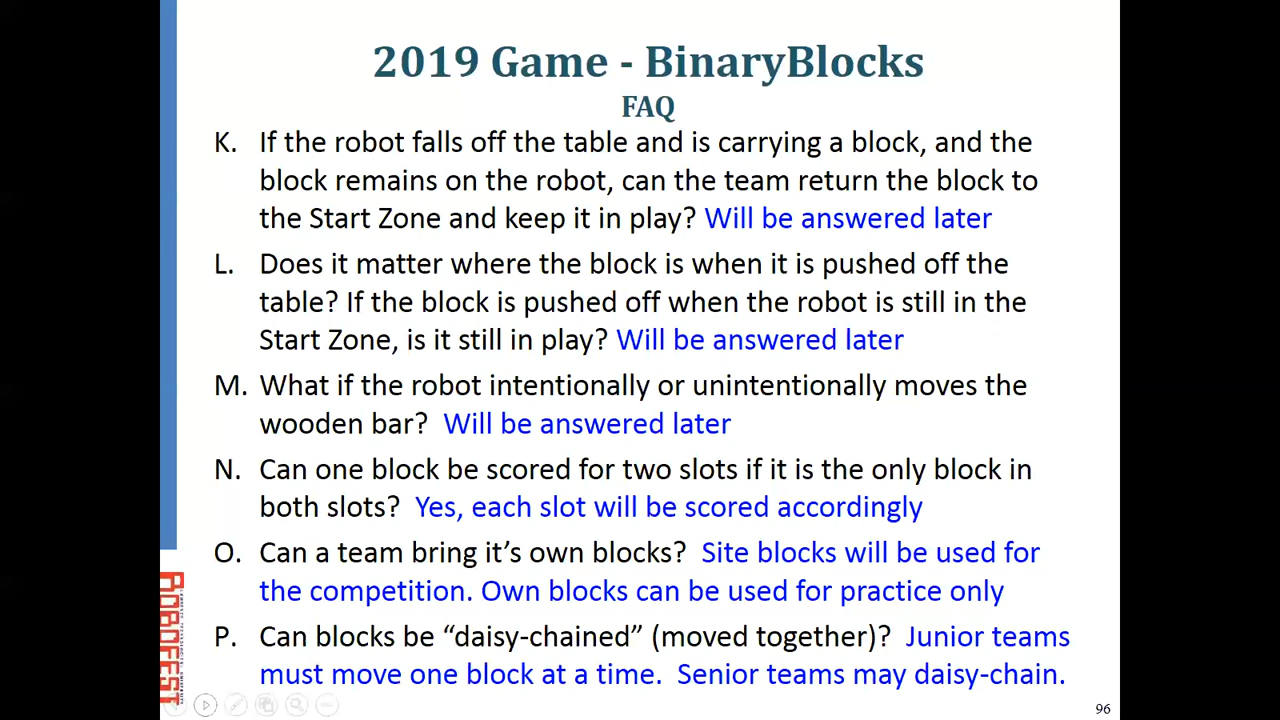 2019 Game - BinaryBlocks
FAQ
K. If the robot falls off the table and is carrying a block, and the
block remains on the robot, can the team return the block to
the Start Zone and keep it in play? Will be answered later
L. Does it matter where the block is when it is pushed off the
table? If the block is pushed off when the robot is still in the
Start Zone, is it still in play? Will be answered later
M. What if the robot intentionally or unintentionally moves the
wooden bar? Will be answered later
N. Can one block be scored for two slots if it is the only block in
both slots? Yes, each slot will be scored accordingly
O. Can a team bring it's own blocks? Site blocks will be used for
the competition. Own blocks can be used for practice only
P. Can blocks be “daisy-chained” (moved together)? Junior teams
must move one block at a time. Senior teams may daisy-chain.
ROBOFEST
96